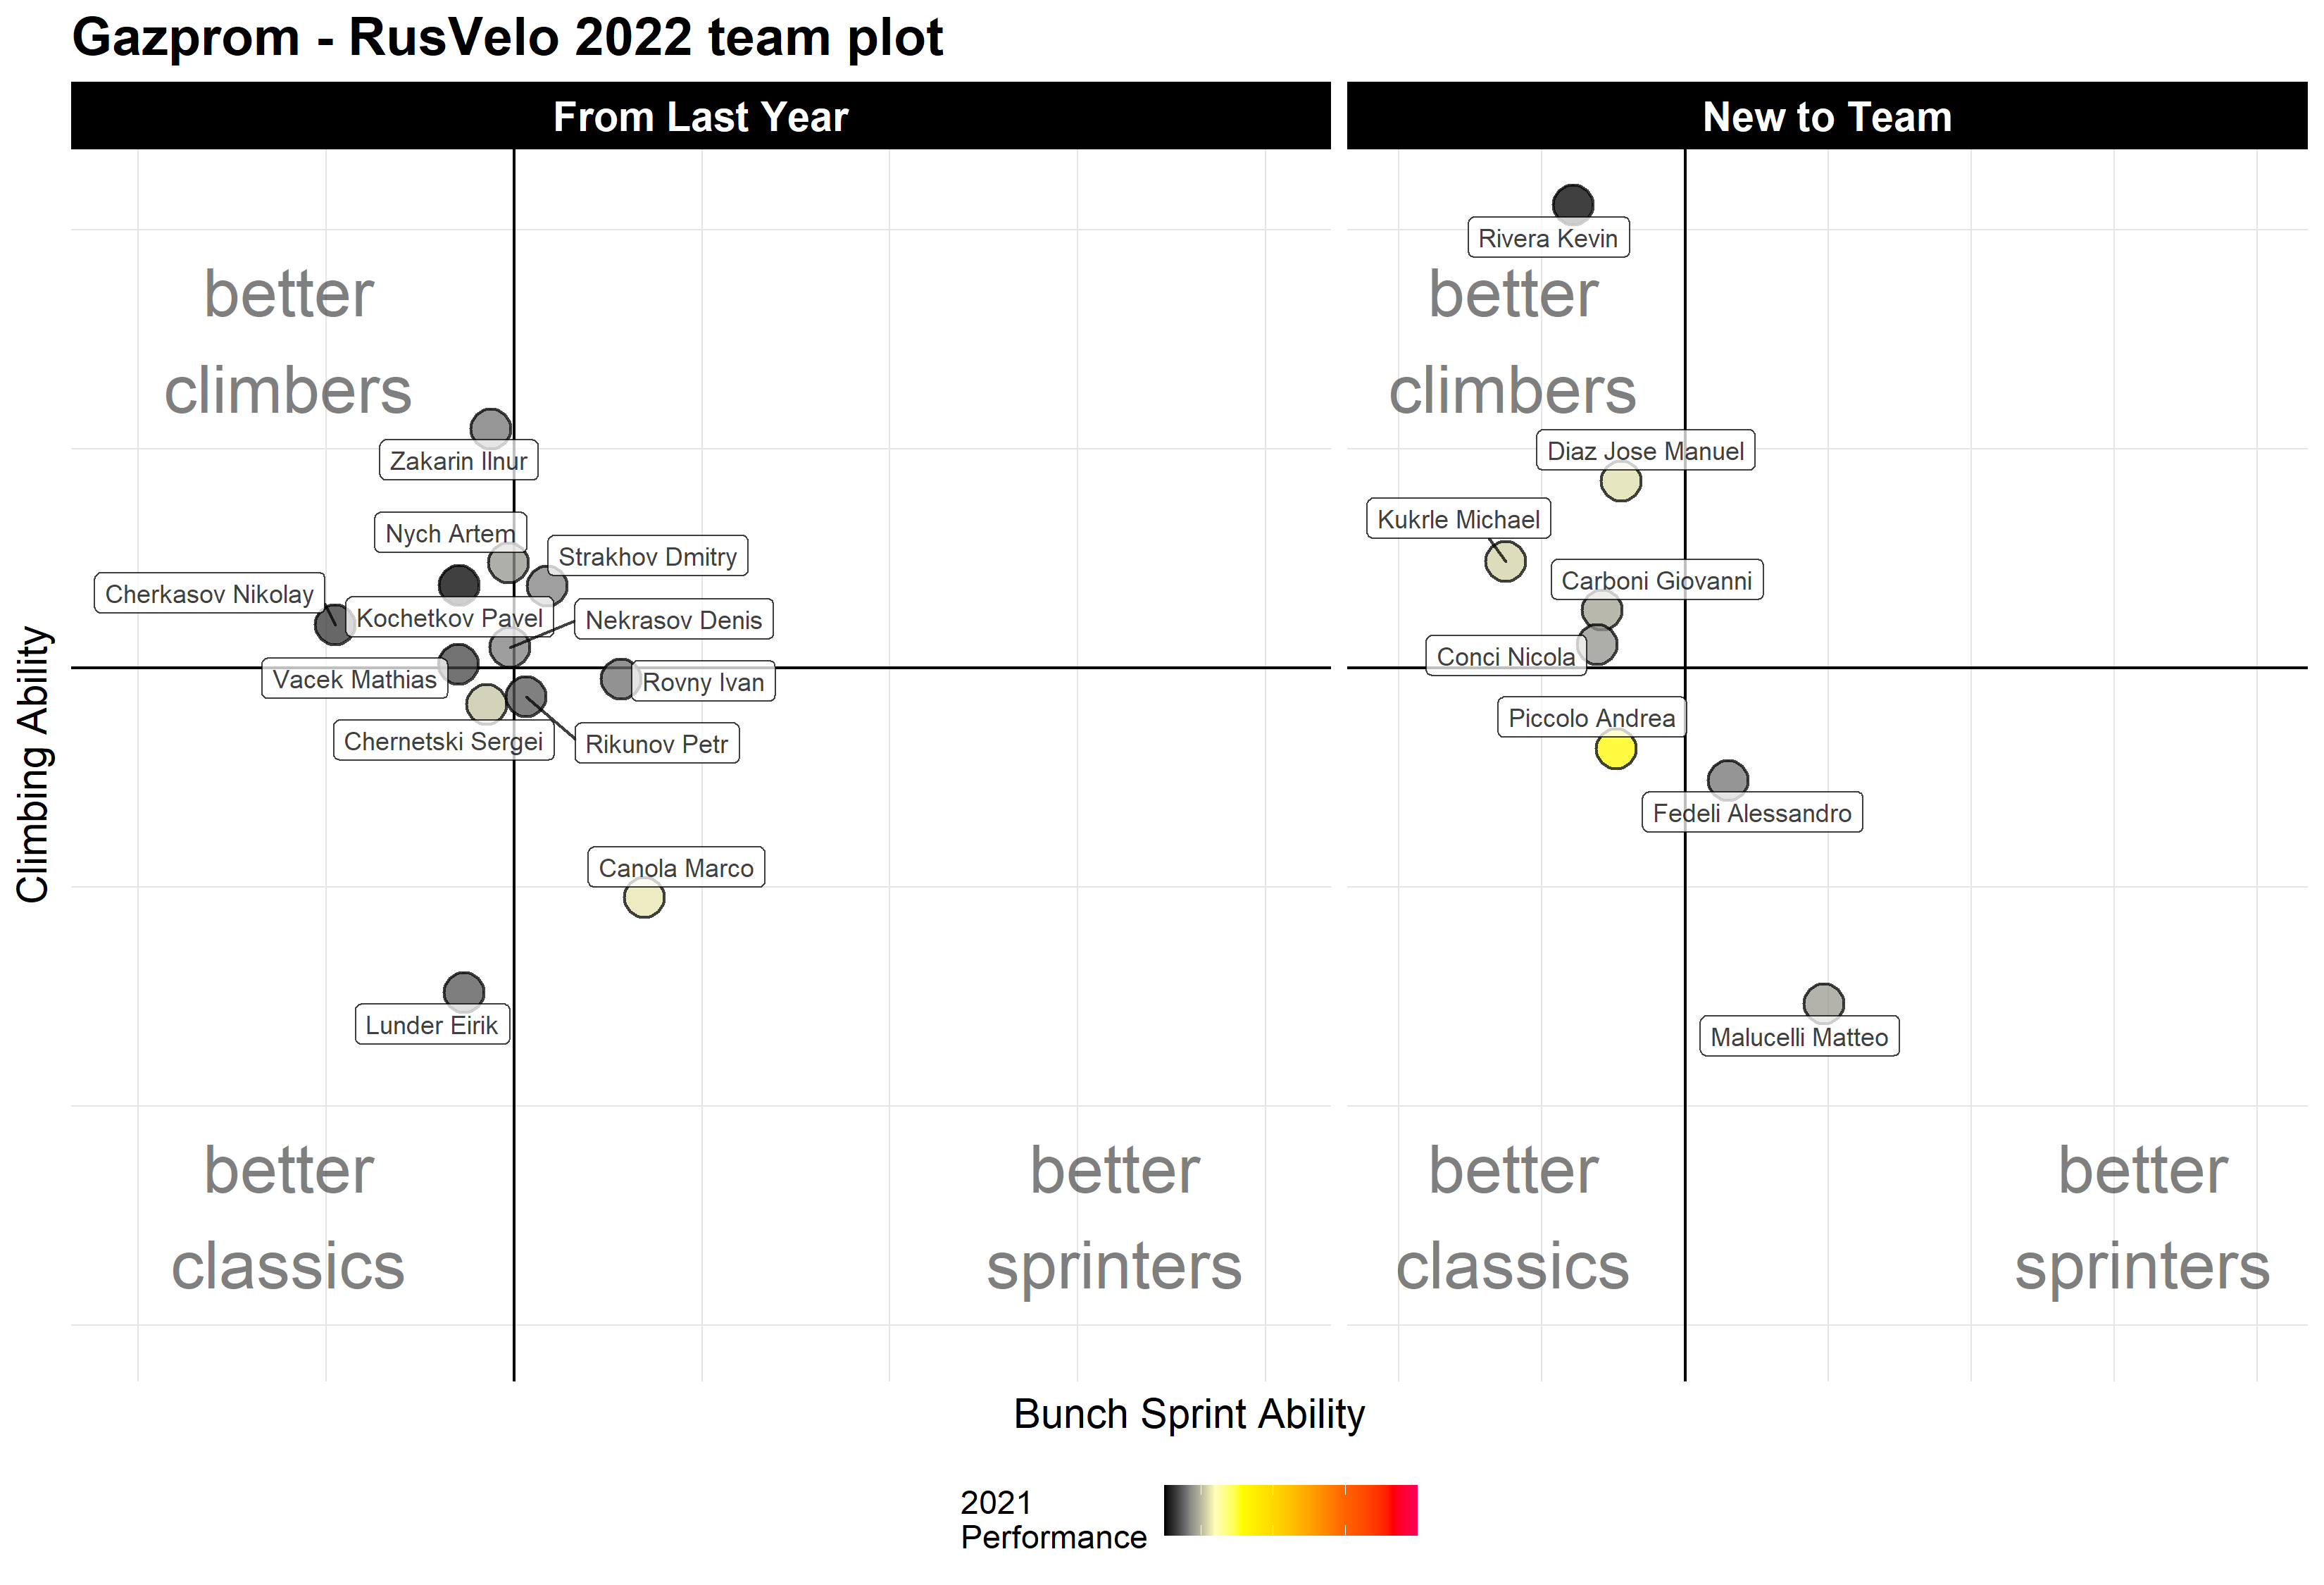 Gazprom - RusVelo 2022 team plot
From Last Year
New to Team
better
climbers
Zakarin Ilnur
Nych Artem
Strakhov Dmitry
Cherkasov Nikolay
Kochetkov Pavel
Nekrasov Denis
Vacek Mathias
Rovny Ivan
Chernetski Sergei
Rikunov Petr
Canola Marco
Lunder Eirik
better
classics
better
sprinters
Rivera Kevin
better
climbers
Diaz Jose Manuel
Kukrle Michael
Carboni Giovanni
Conci Nicola
Piccolo Andrea
Fedeli Alessandro
Malucelli Matteo
better
classics
better
sprinters
Climbing Ability
Bunch Sprint Ability
2021
Performance